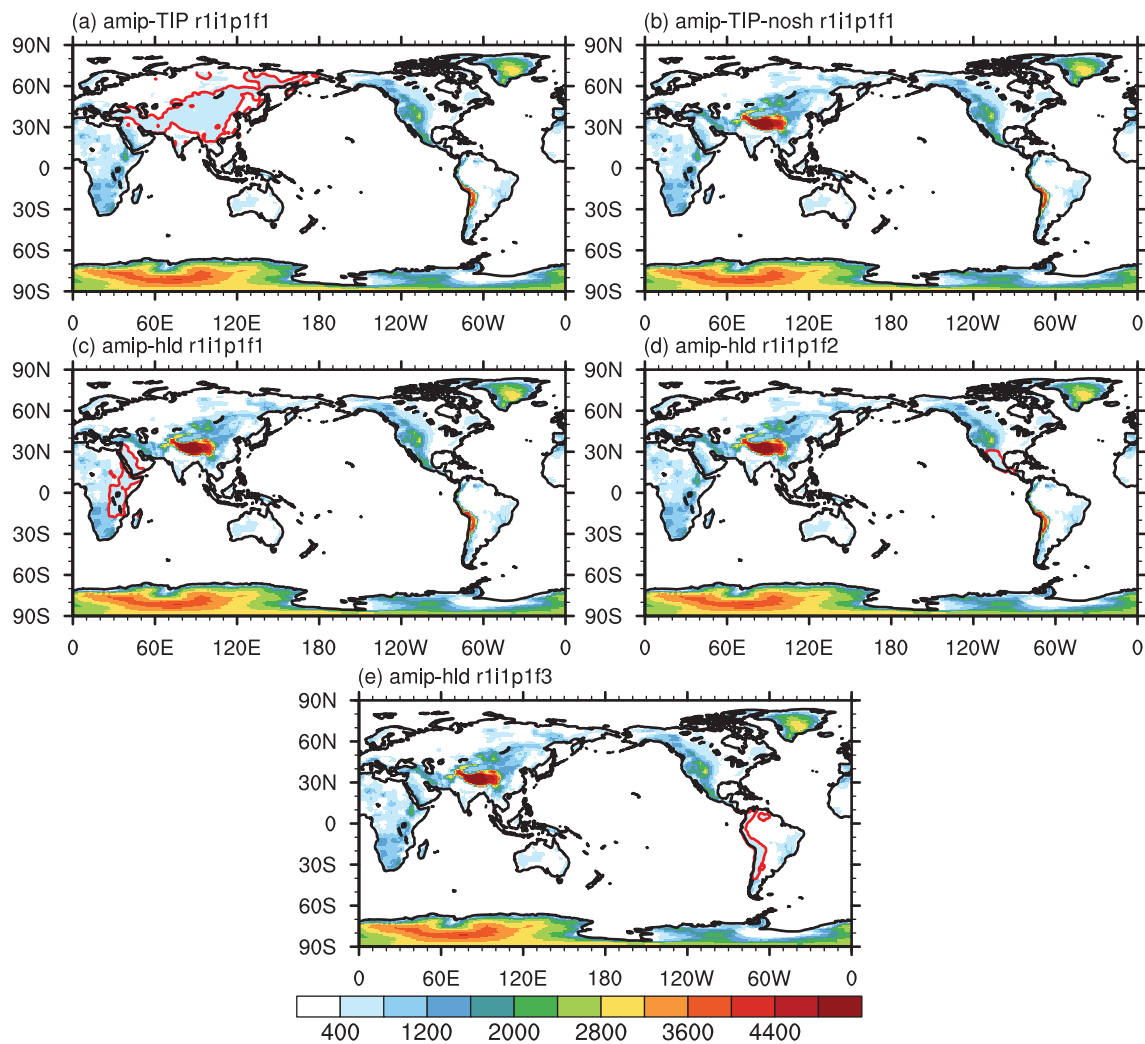 (a) amip-TIP r1i1p1f1
(b) amip-TIP-nosh r1i1p1f1
90N 90N
60N 60N
30N 30N
0 0
30S 30S
60S 60S
90S 90S
0 60E 120E 180 120W 60W 0 0 60E 120E 180 120W 60W 0
(c) amip-hld r1i1p1f1
(d) amip-hld r1i1p1f2
90N 90N
60N 60N
30N 30N
0 0
30S 30S
60S 60S
90S 90S
0 60E 120E 180 120W 60W 0 0 60E 120E 180 120W 60W 0
(e) amip-hld r1i1p1f3
90N
60N
30N
0
30S
60S
90S
0 60E 120E 180 120W 60W 0
400 1200 2000 2800 3600 4400